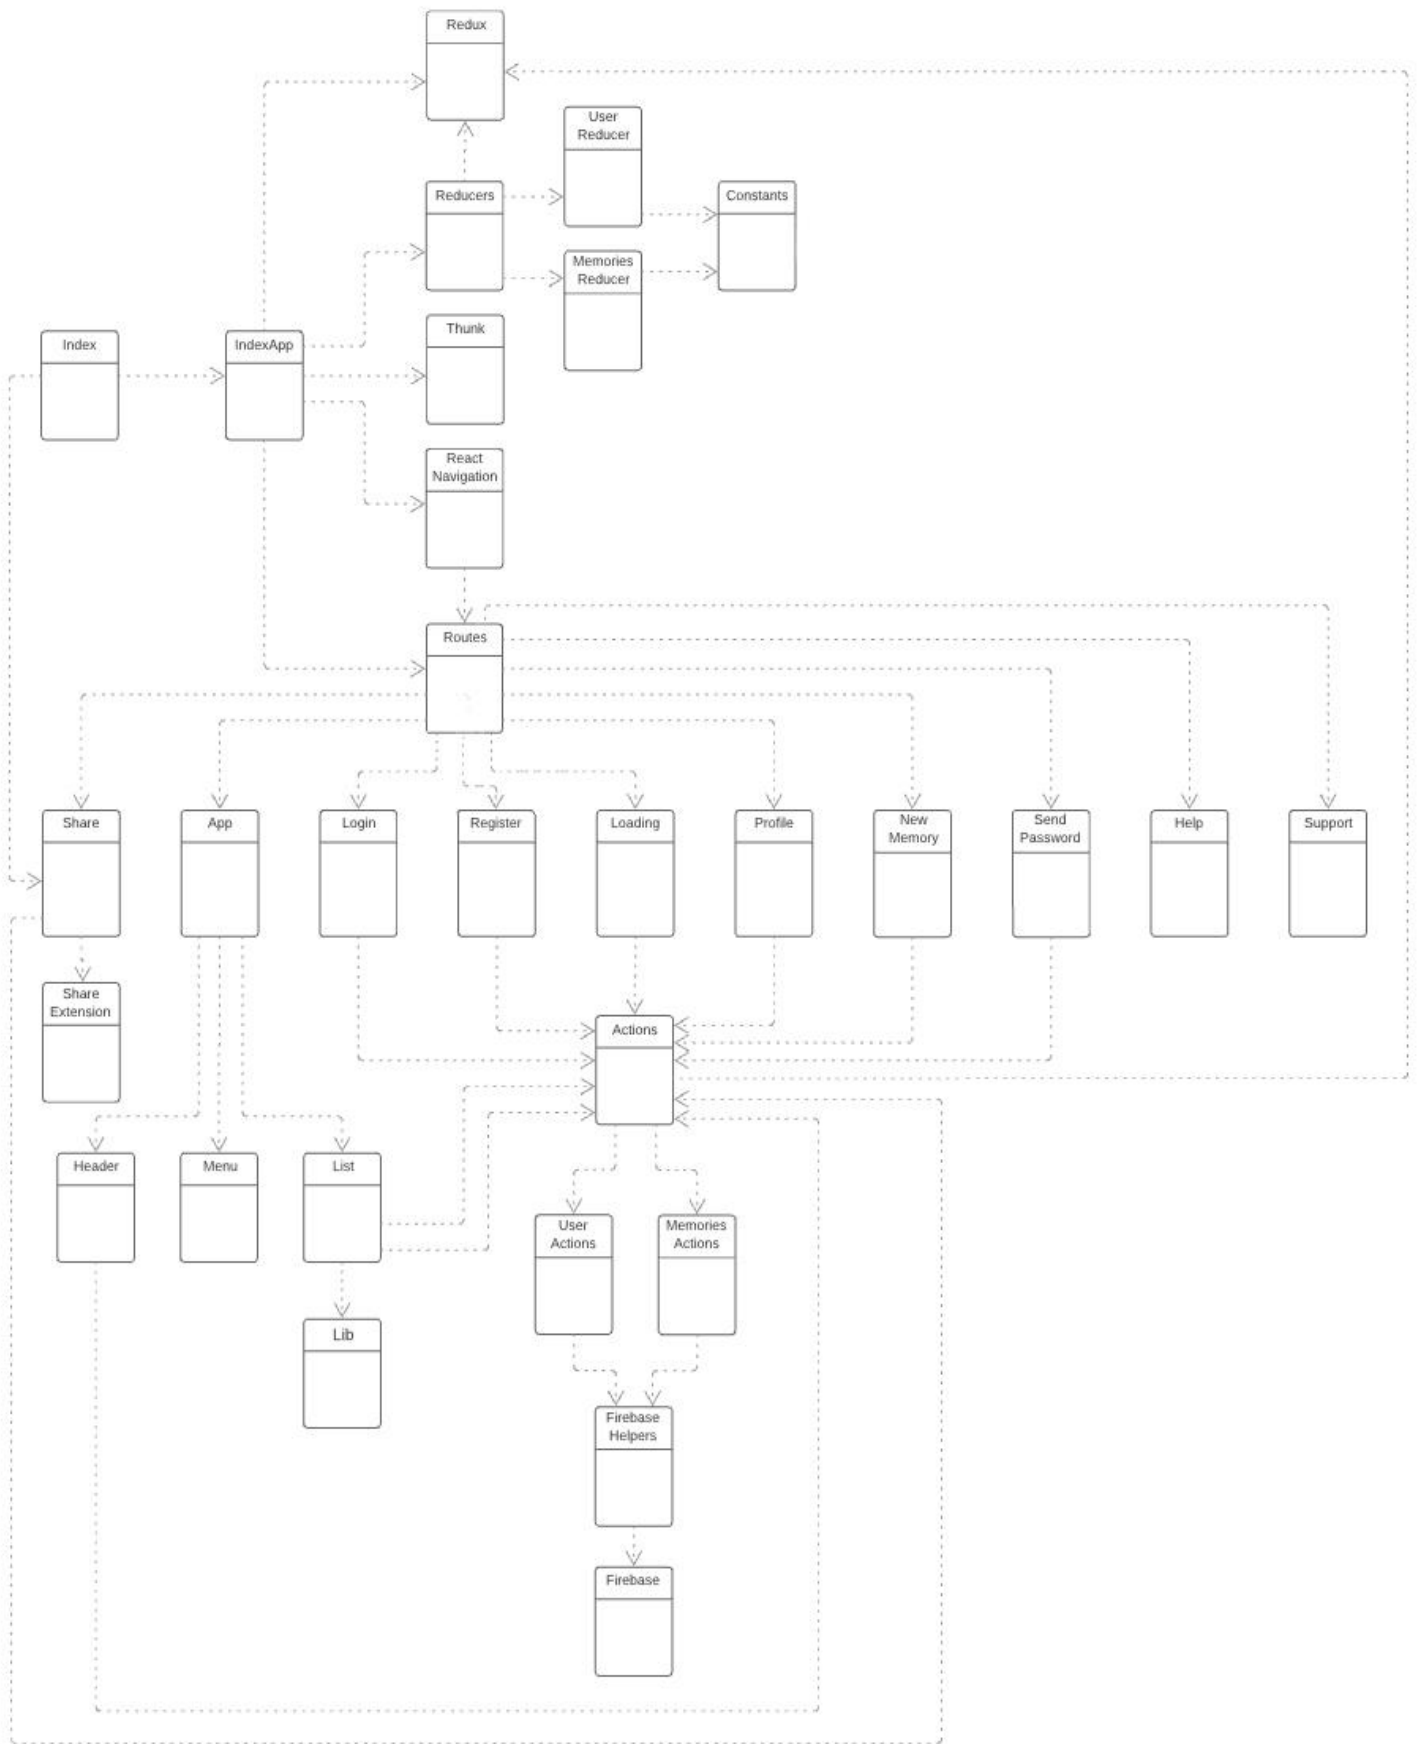 Redux
User
Reducer
Reducers
Constants
Memories
Reducer
Thunk
Index
IndexApp
React
Navigation
Routes
Share
App
Login
Register
Loading
Profile
New
Memory
Send
Password
Help
Support
Share
Extension
Actions
Header
Menu
List
User
Actions
Memories
Actions
Lib
Firebase
Helpers
Firebase